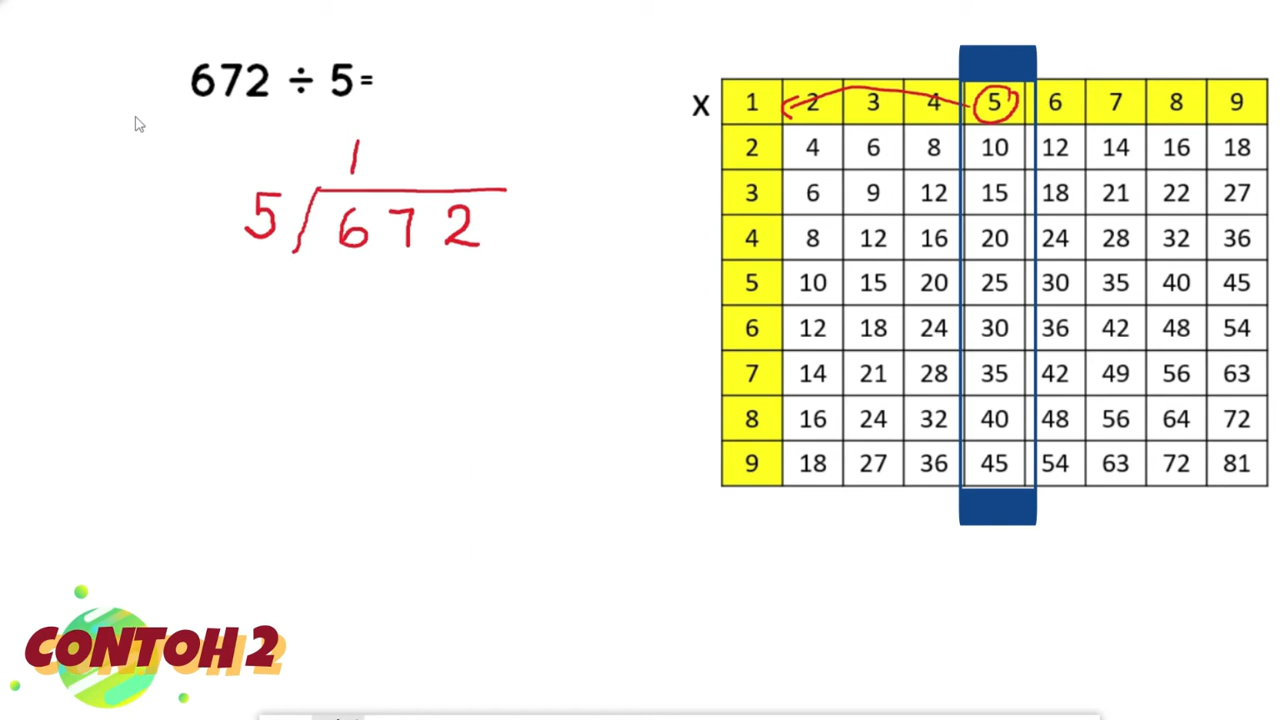 672 ÷ 5=
1
5 672
X 1 2 3 4 5 6 7 8 9
2 4 6 8 10 12 14 16 18
3 6 9 12 15 18 21 22 27
4 8 12 16 20 24 28 32 36
5 10 15 20 25 30 35 40 45
6 12 18 24 30 36 42 48 54
7 14 21 28 35 42 49 56 63
8 16 24 32 40 48 56 64 72
9 18 27 36 45 54 63 72 81
CONTOH 2